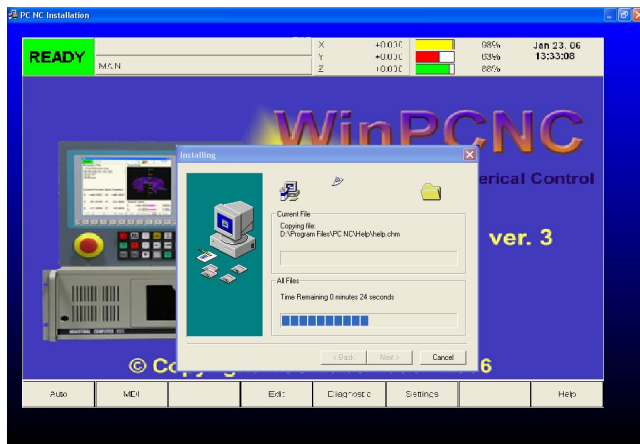 PC NC Installation
READY
MAN
X +0.000 98%
Y +0.000 63%
Z +0.000 88%
Jan 23, 06
13:33:08
WinPCNC
erical Control
ver. 3
Installing
Current File
Copying file:
D:\Program Files\PC NC\Help\help.chm
All Files
Time Remaining 0 minutes 24 seconds
< Back
Next >
Cancel
© Co
6
Auto
MDI
Edit
Diagnostic
Settings
Help